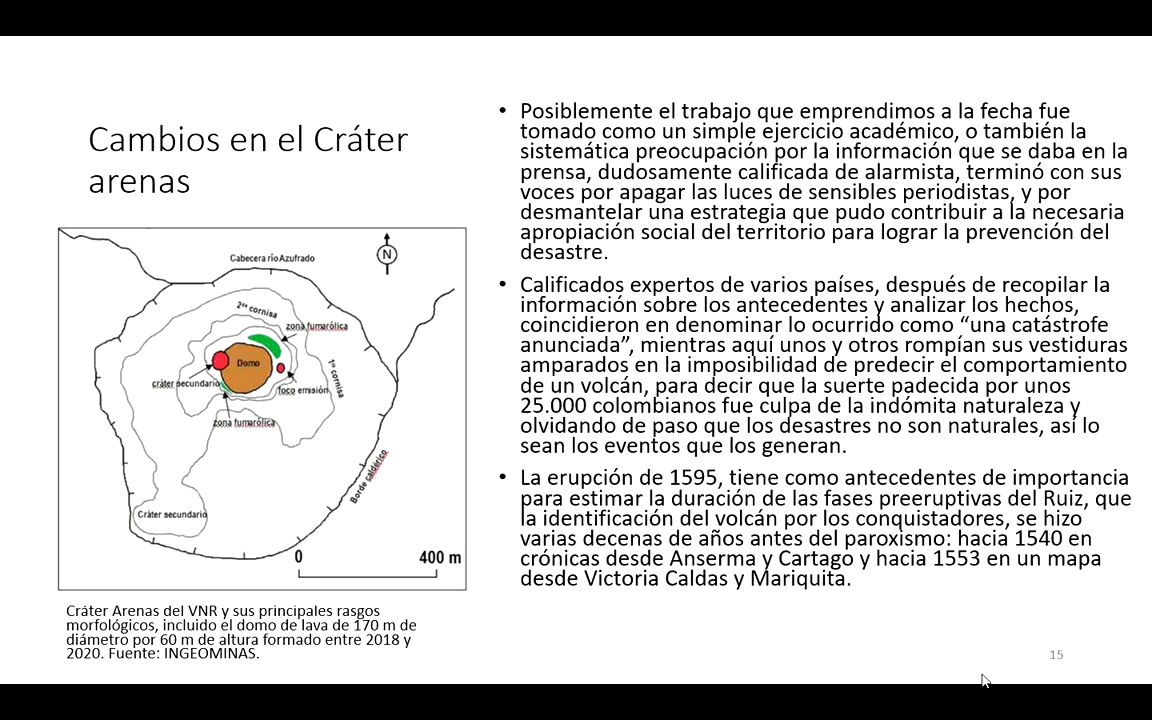 Cambios en el Cráter
arenas
Cabecera río Azufrado
N
2da cornisa
zona fumarólica
Domo
1ra cornisa
cráter secundario
foco emisión
zona fumarólica
Borde caldérico
Cráter secundario
0
400 m
Cráter Arenas del VNR y sus principales rasgos
morfológicos, incluido el domo de lava de 170 m de
diámetro por 60 m de altura formado entre 2018 y
2020. Fuente: INGEOMINAS.
• Posiblemente el trabajo que emprendimos a la fecha fue
tomado como un simple ejercicio académico, o también la
sistemática preocupación por la información que se daba en la
prensa, dudosamente calificada de alarmista, terminó con sus
voces por apagar las luces de sensibles periodistas, y por
desmantelar una estrategia que pudo contribuir a la necesaria
apropiación social del territorio para lograr la prevención del
desastre.
• Calificados expertos de varios países, después de recopilar la
información sobre los antecedentes y analizar los hechos,
coincidieron en denominar lo ocurrido como “una catástrofe
anunciada”, mientras aquí unos y otros rompían sus vestiduras
amparados en la imposibilidad de predecir el comportamiento
de un volcán, para decir que la suerte padecida por unos
25.000 colombianos fue culpa de la indómita naturaleza y
olvidando de paso que los desastres no son naturales, así lo
sean los eventos que los generan.
• La erupción de 1595, tiene como antecedentes de importancia
para estimar la duración de las fases preeruptivas del Ruiz, que
la identificación del volcán por los conquistadores, se hizo
varias decenas de años antes del paroxismo: hacia 1540 en
crónicas desde Anserma y Cartago y hacia 1553 en un mapa
desde Victoria Caldas y Mariquita.
15